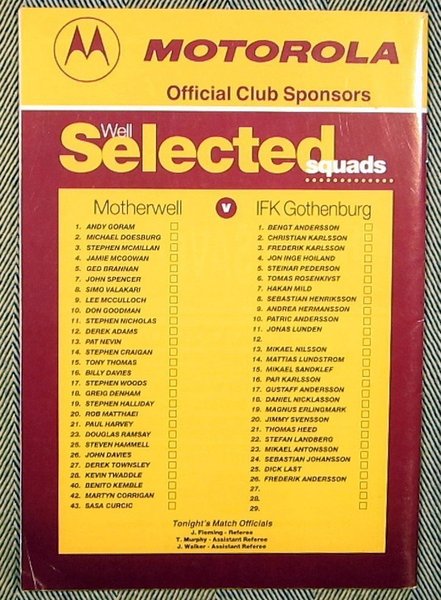 MOTOROLA
Official Club Sponsors
Well
Selected
squads
Motherwell v IFK Gothenburg
1. ANDY GORAM
2. MICHAEL DOESBURG
3. STEPHEN MCMILLAN
4. JAMIE MCGOWAN
5. GED BRANNAN
7. JOHN SPENCER
8. SIMO VALAKARI
9. LEE MCCULLOCH
10. DON GOODMAN
11. STEPHEN NICHOLAS
12. DEREK ADAMS
13. PAT NEVIN
14. STEPHEN CRAIGAN
15. TONY THOMAS
16. BILLY DAVIES
17. STEPHEN WOODS
18. GREIG DENHAM
19. STEPHEN HALLIDAY
20. ROB MATTHAEI
21. PAUL HARVEY
23. DOUGLAS RAMSAY
25. STEVEN HAMMELL
26. JOHN DAVIES
27. DEREK TOWNSLEY
28. KEVIN TWADDLE
40. BENITO KEMBLE
42. MARTYN CORRIGAN
43. SASA CURCIC
1. BENGT ANDERSSON
2. CHRISTIAN KARLSSON
3. FREDERIK KARLSSON
4. JON INGE HOILAND
5. STEINAR PEDERSON
6. TOMAS ROSENKIVST
7. HAKAN MILD
8. SEBASTIAN HENRIKSSON
9. ANDREA HERMANSSON
10. PATRIC ANDERSSON
11. JONAS LUNDEN
12.
13. MIKAEL NILSSON
14. MATTIAS LUNDSTROM
15. MIKAEL SANDKLEF
16. PAR KARLSSON
17. GUSTAFF ANDERSSON
18. DANIEL NICKLASSON
19. MAGNUS ERLINGMARK
20. JIMMY SVENSSON
21. THOMAS HEED
22. STEFAN LANDBERG
23. MIKAEL ANTONSSON
24. SEBASTIAN JOHANSSON
25. DICK LAST
26. FREDERIK ANDERSSON
27.
28.
29.
Tonight's Match Officials
J. Fleming - Referee
T. Murphy - Assistant Referee
J. Walker - Assistant Referee